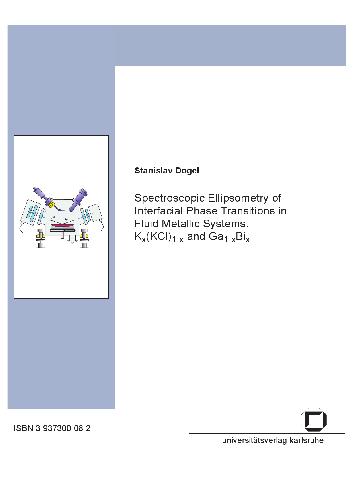 Stanislav Dogel
Spectroscopic Ellipsometry of
Interfacial Phase Transitions in
Fluid Metallic Systems:
Kx(KCl)1-x and Ga1-xBix
ISBN 3 937300 08 2
universitätsverlag karlsruhe